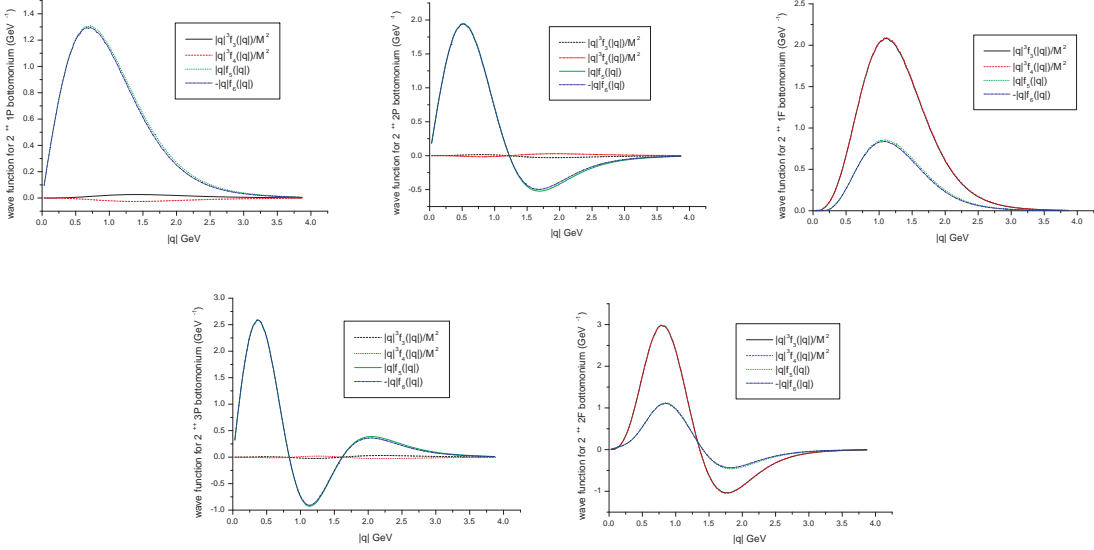 wave function for 2 ++ 1P bottomonium (GeV -1)
1.4
1.2
1.0
0.8
0.6
0.4
0.2
0.0
|q|³f₃(|q|)/M²
|q|³f₄(|q|)/M²
|q|f₅(|q|)
-|q|f₆(|q|)
0.0 0.5 1.0 1.5 2.0 2.5 3.0 3.5 4.0
|q| GeV
wave function for 2 ++ 2P bottomonium (GeV -1)
2.0
1.5
1.0
0.5
0.0
-0.5
|q|³f₃(|q|)/M²
|q|³f₄(|q|)/M²
|q|f₅(|q|)
-|q|f₆(|q|)
0.0 0.5 1.0 1.5 2.0 2.5 3.0 3.5 4.0
|q| GeV
wave function for 2 ++ 1F bottomonium (GeV -1)
2.5
2.0
1.5
1.0
0.5
0.0
|q|³f₃(|q|)/M²
|q|³f₄(|q|)/M²
|q|f₅(|q|)
-|q|f₆(|q|)
0.0 0.5 1.0 1.5 2.0 2.5 3.0 3.5 4.0
|q| GeV
wave function for 2 ++ 3P bottomonium (GeV -1)
3.0
2.5
2.0
1.5
1.0
0.5
0.0
-0.5
-1.0
|q|³f₃(|q|)/M²
|q|³f₄(|q|)/M²
|q|f₅(|q|)
-|q|f₆(|q|)
0.0 0.5 1.0 1.5 2.0 2.5 3.0 3.5 4.0
|q| GeV
wave function for 2 ++ 2F bottomonium (GeV -1)
3
2
1
0
-1
|q|³f₃(|q|)/M²
|q|³f₄(|q|)/M²
|q|f₅(|q|)
-|q|f₆(|q|)
0.0 0.5 1.0 1.5 2.0 2.5 3.0 3.5 4.0
|q| GeV